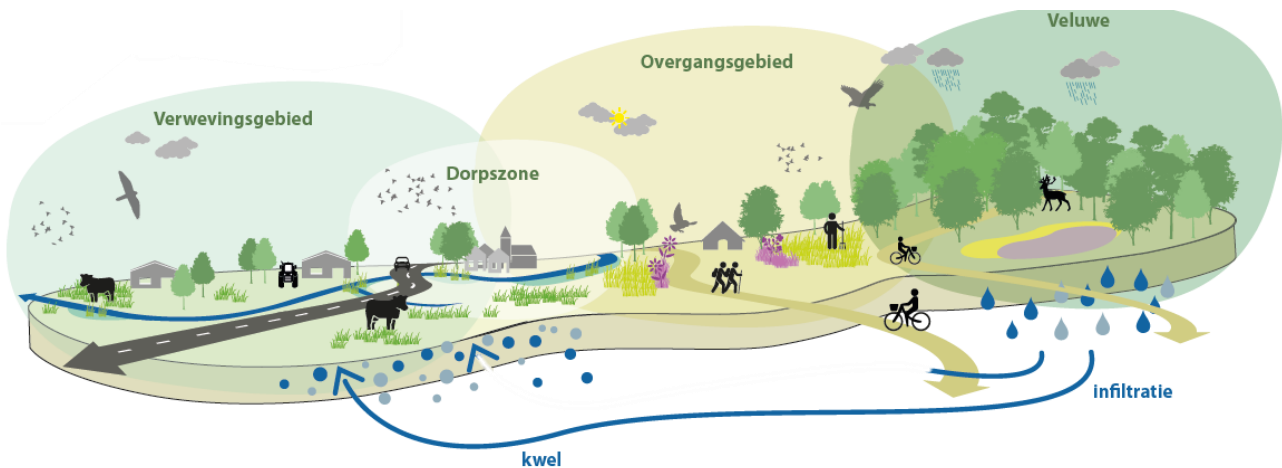 Veluwe
Overgangsgebied
Verwevingsgebied
Dorpszone
infiltratie
kwel